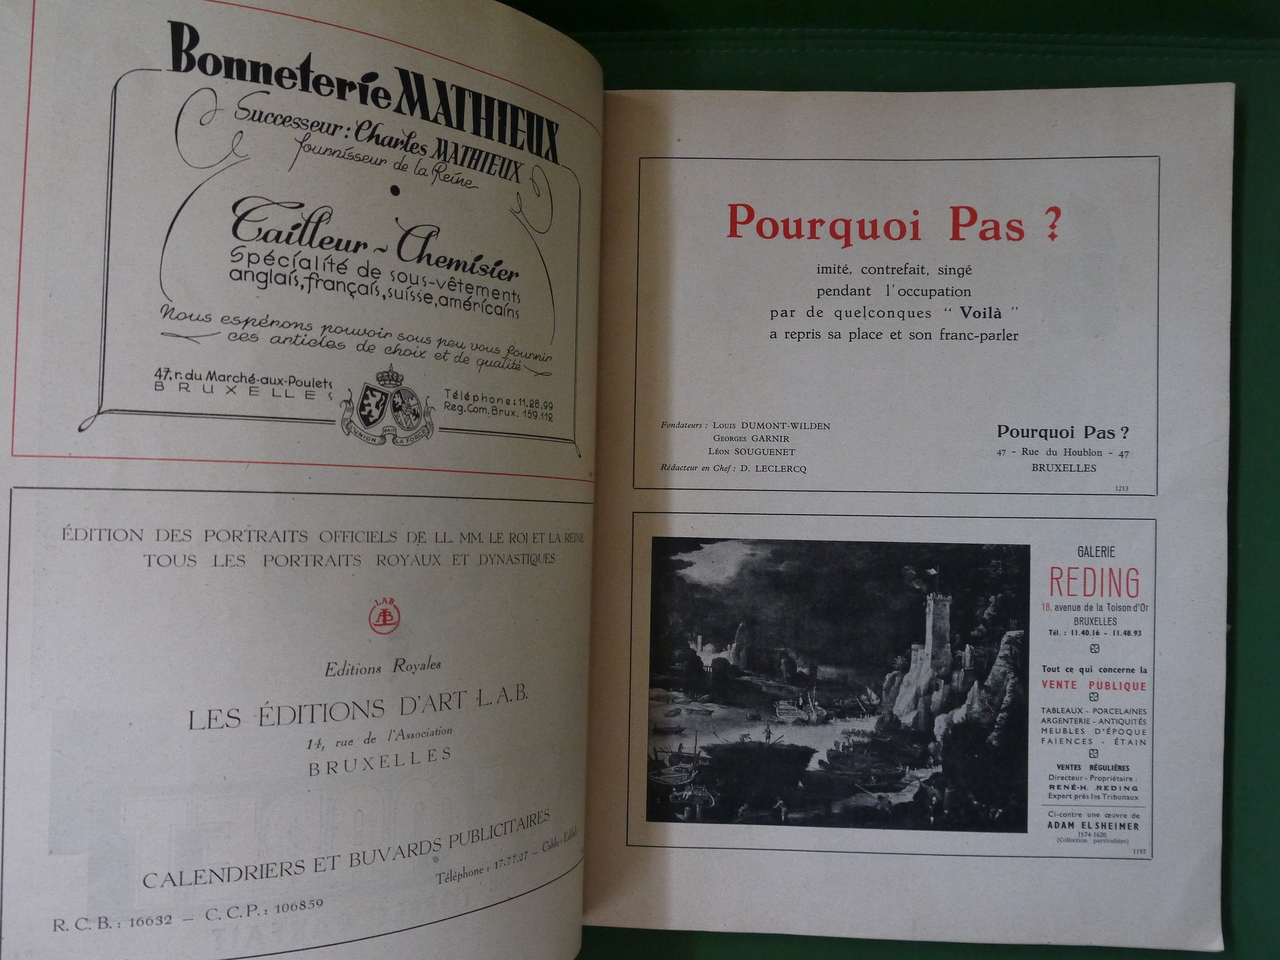 Bonneterie MATHIEUX
Successeur : Charles MATHIEUX
fournisseur de la Reine
Tailleur ~ Chemisier
Spécialité de sous-vêtements
anglais, français, suisse, américains
Nous espérons pouvoir sous peu vous fournir
ces articles de choix et de qualité
47, r. du Marché-aux-Poulets
BRUXELLES
Téléphone : 11.28.99
Reg. Com. Brux. 159.112
L'UNION FAIT LA FORCE
ÉDITION DES PORTRAITS OFFICIELS DE LL. MM. LE ROI ET LA REINE
TOUS LES PORTRAITS ROYAUX ET DYNASTIQUES
L.A.B.
Editions Royales
LES ÉDITIONS D'ART L.A.B.
14, rue de l'Association
BRUXELLES
CALENDRIERS ET BUVARDS PUBLICITAIRES
Téléphone : 17.77.27 — Câble :
R. C. B. : 16632 — C. C. P. : 106859
Pourquoi Pas ?
imité, contrefait, singé
pendant l'occupation
par de quelconques “ Voilà ”
a repris sa place et son franc-parler
Fondateurs : Louis DUMONT-WILDEN
Georges GARNIR
Léon SOUGUENET
Rédacteur en Chef : D. LECLERCQ
Pourquoi Pas ?
47 - Rue du Houblon - 47
BRUXELLES
1213
GALERIE
REDING
18, avenue de la Toison d'Or
BRUXELLES
Tél. : 11.40.16 - 11.48.93
Tout ce qui concerne la
VENTE PUBLIQUE
TABLEAUX - PORCELAINES
ARGENTERIE - ANTIQUITÉS
MEUBLES D'ÉPOQUE
FAIENCES - ÉTAIN
VENTES RÉGULIÈRES
Directeur - Propriétaire :
RENÉ-H. REDING
Expert près les Tribunaux
Ci-contre une œuvre de
ADAM ELSHEIMER
1574-1620
(Collection particulière)
1197